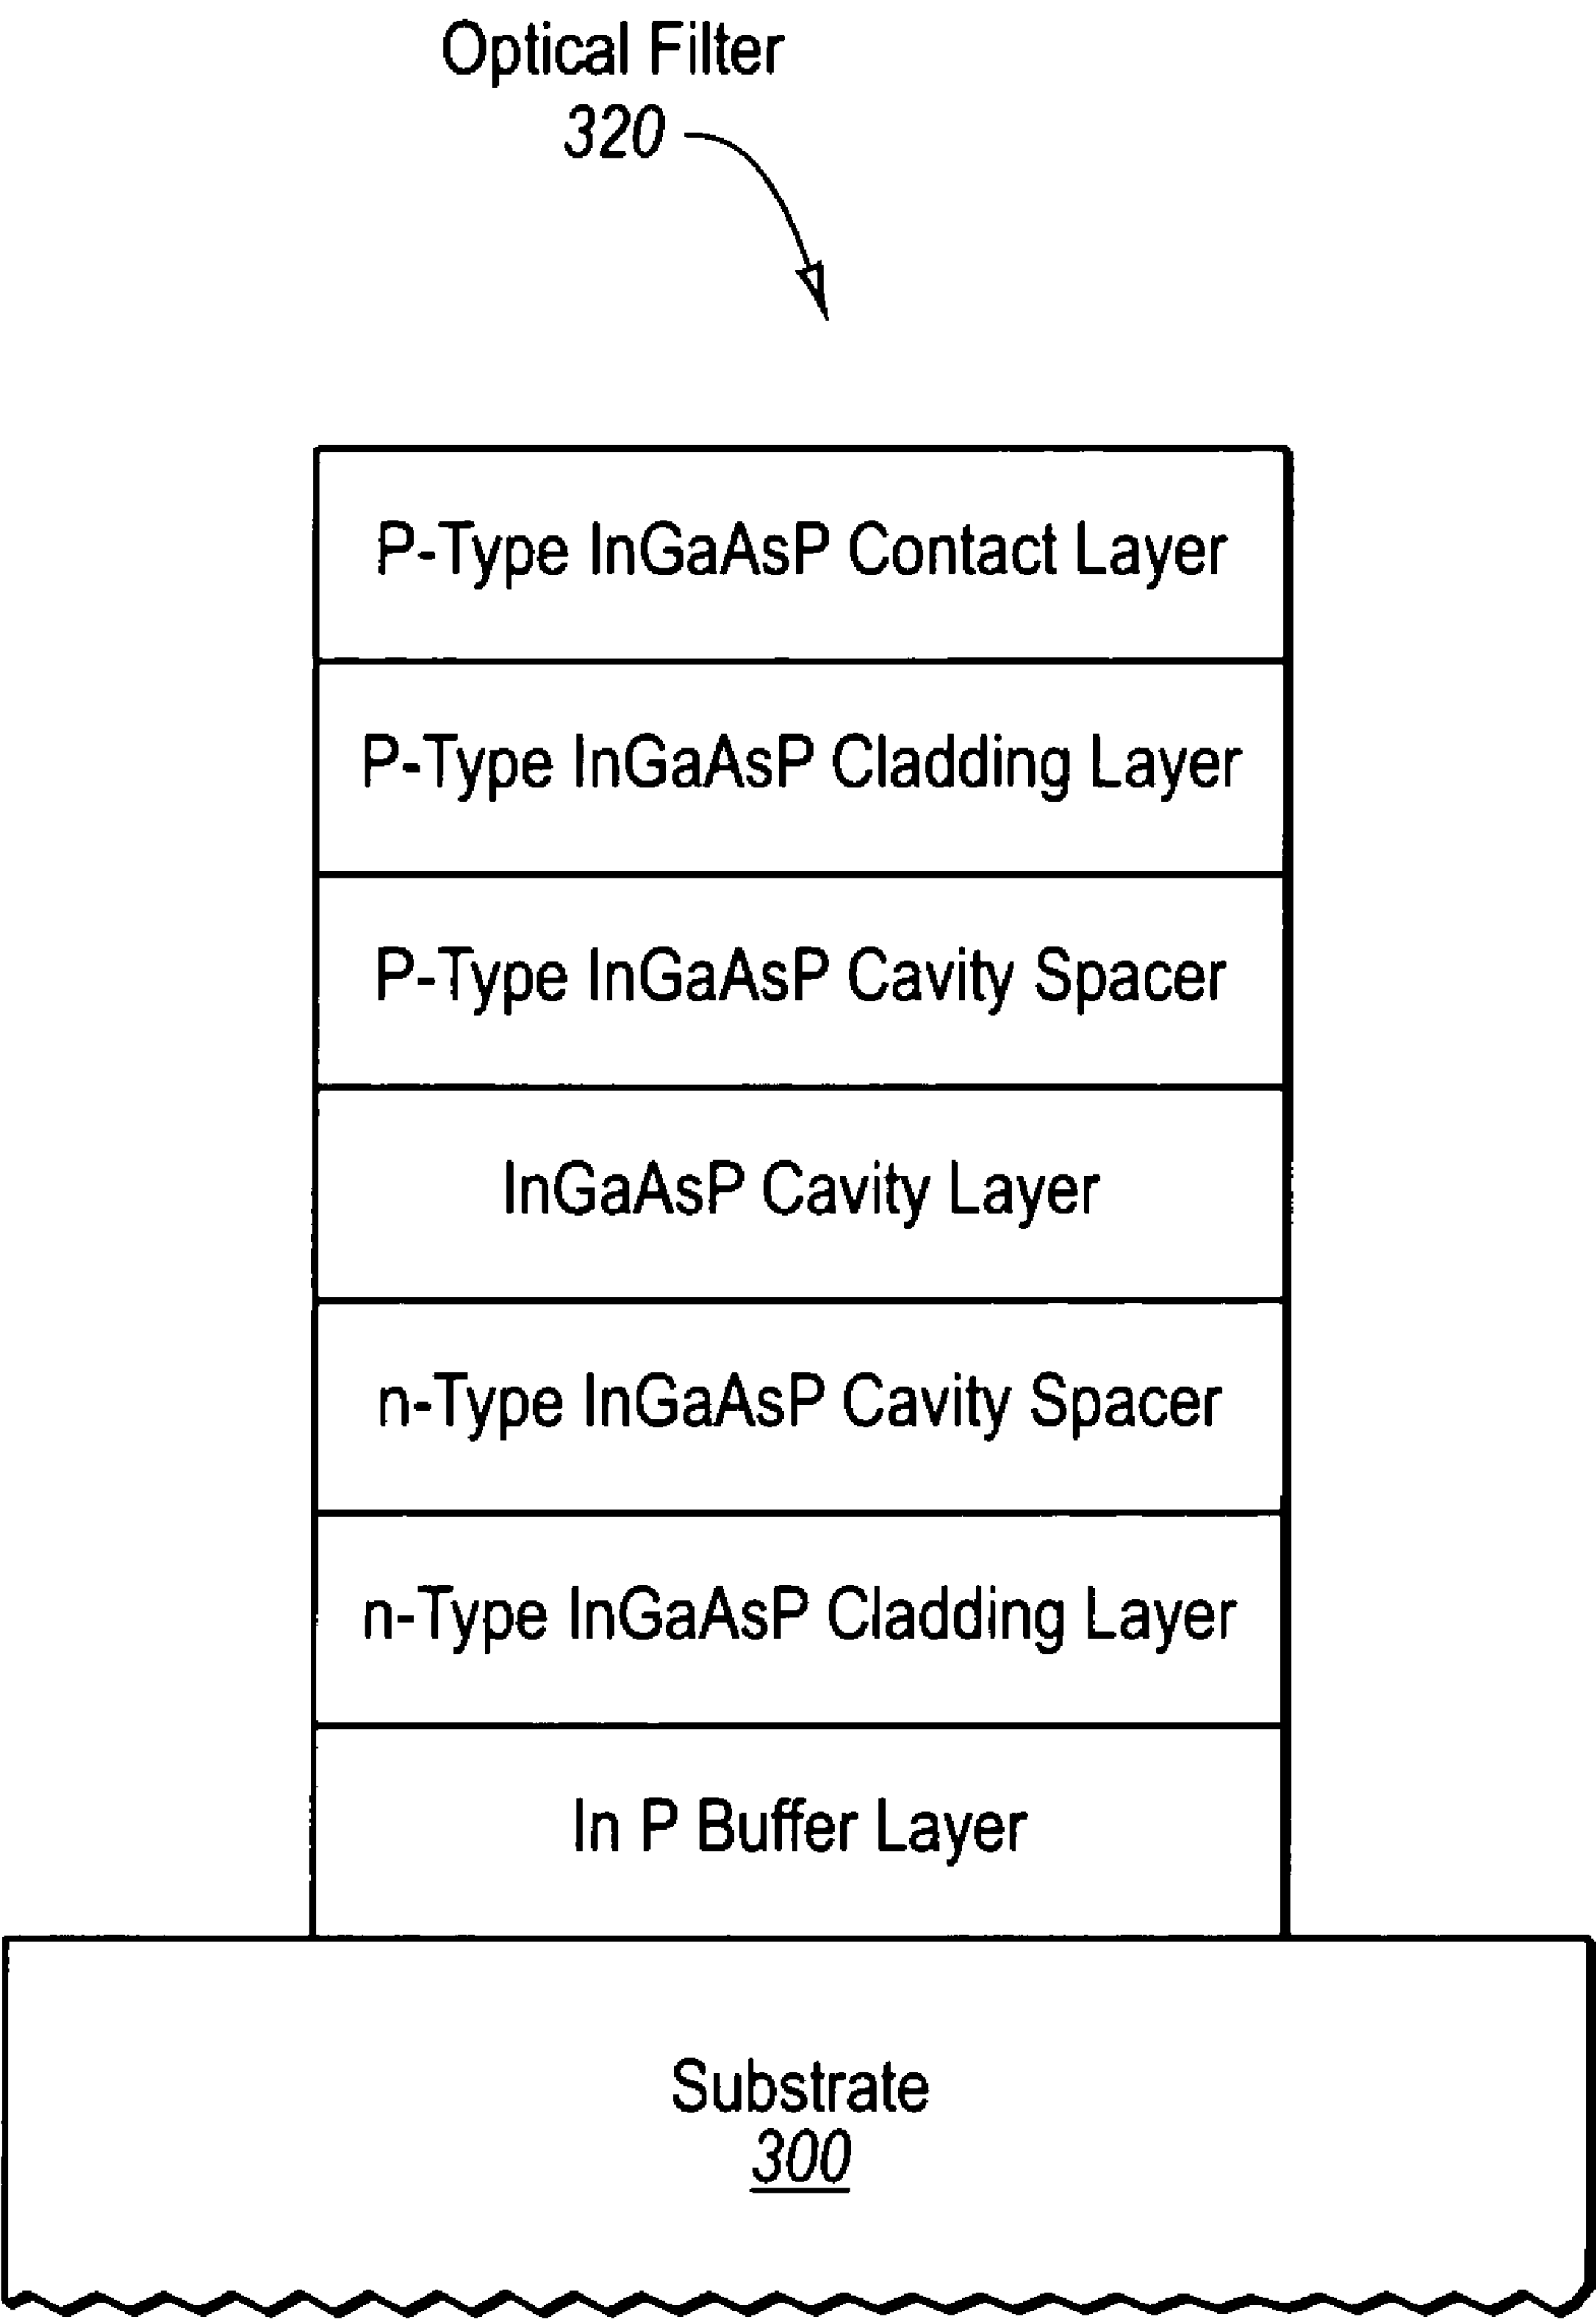 Optical Filter
320
P-Type InGaAsP Contact Layer
P-Type InGaAsP Cladding Layer
P-Type InGaAsP Cavity Spacer
InGaAsP Cavity Layer
n-Type InGaAsP Cavity Spacer
n-Type InGaAsP Cladding Layer
In P Buffer Layer
Substrate
300